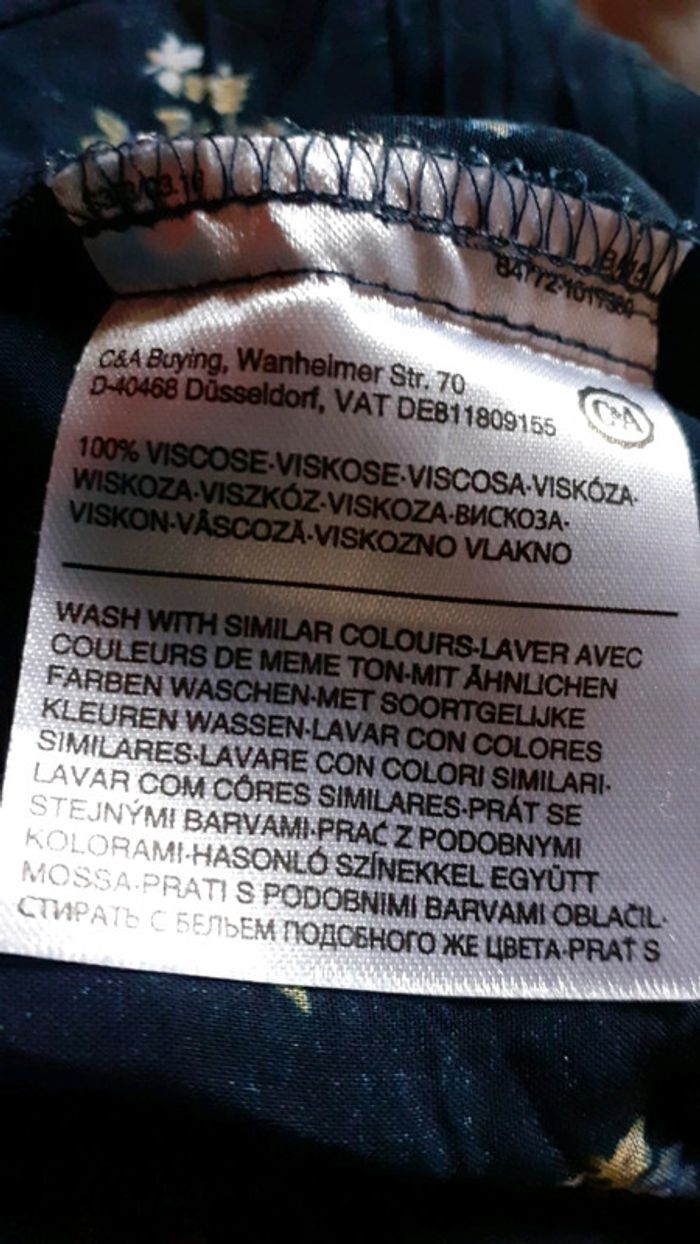 C&A Buying, Wanheimer Str. 70
D-40468 Düsseldorf, VAT DE811809155
C&A
100% VISCOSE·VISKOSE·VISCOSA·VISKÓZA·
WISKOZA·VISZKÓZ·VISKOZA·ВИСКОЗА·
VISKON·VÂSCOZĂ·VISKOZNO VLAKNO
WASH WITH SIMILAR COLOURS·LAVER AVEC
COULEURS DE MEME TON·MIT ÄHNLICHEN
FARBEN WASCHEN·MET SOORTGELIJKE
KLEUREN WASSEN·LAVAR CON COLORES
SIMILARES·LAVARE CON COLORI SIMILARI·
LAVAR COM CÔRES SIMILARES·PRÁT SE
STEJNÝMI BARVAMI·PRAĆ Z PODOBNYMI
KOLORAMI·HASONLÓ SZÍNEKKEL EGYÜTT
MOSSA·PRATI S PODOBNIMI BARVAMI OBLAČIL·
СТИРАТЬ С БЕЛЬЕМ ПОДОБНОГО ЖЕ ЦВЕТА·PRAŤ S